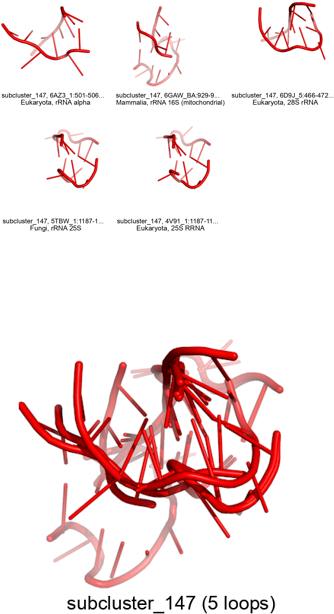 subcluster_147, 6AZ3_1:501-506...
Eukaryota, rRNA alpha
subcluster_147, 6GAW_BA:929-9...
Mammalia, rRNA 16S (mitochondrial)
subcluster_147, 6D9J_5:466-472...
Eukaryota, 28S rRNA
subcluster_147, 5TBW_1:1187-1...
Fungi, rRNA 25S
subcluster_147, 4V91_1:1187-11...
Eukaryota, 25S RRNA
subcluster_147 (5 loops)